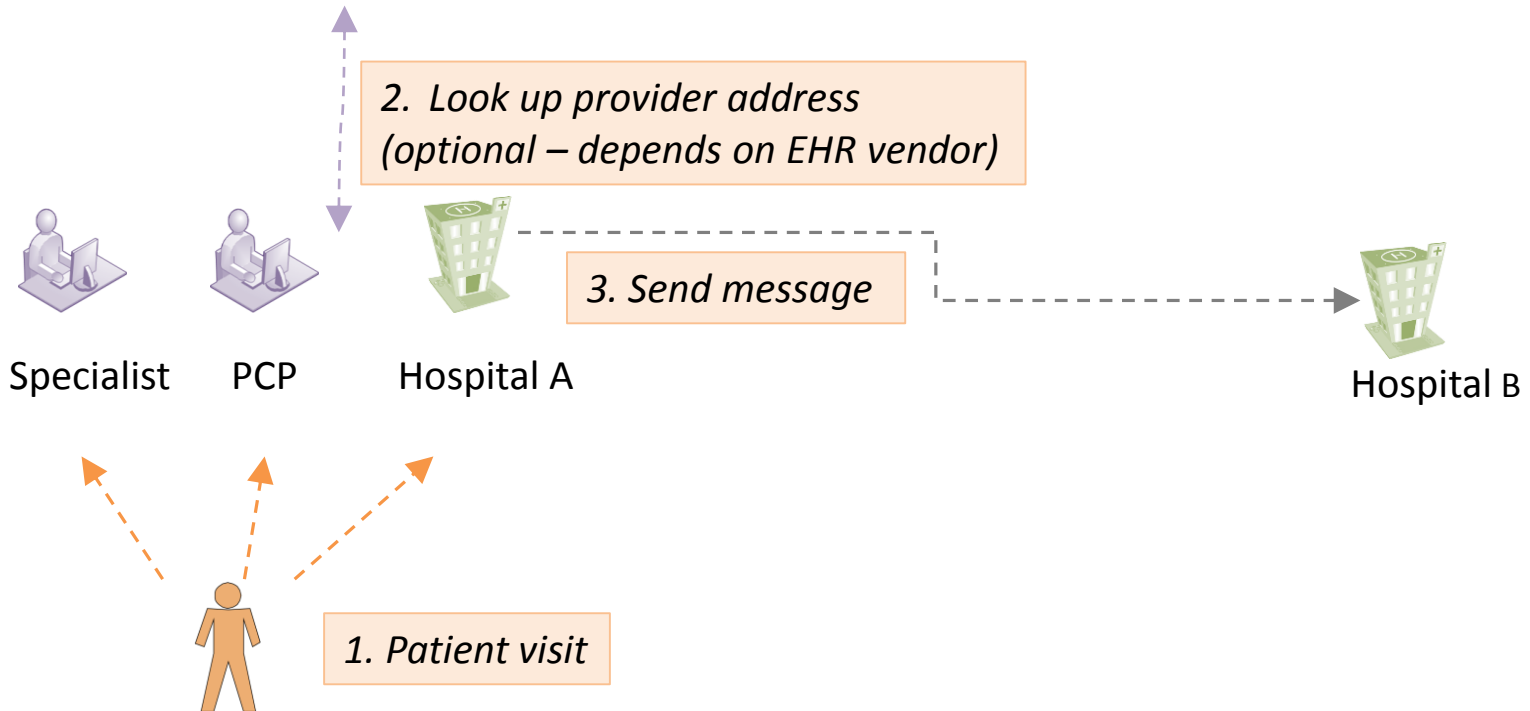 2. Look up provider address
(optional – depends on EHR vendor)
3. Send message
Specialist
PCP
Hospital A
Hospital B
1. Patient visit